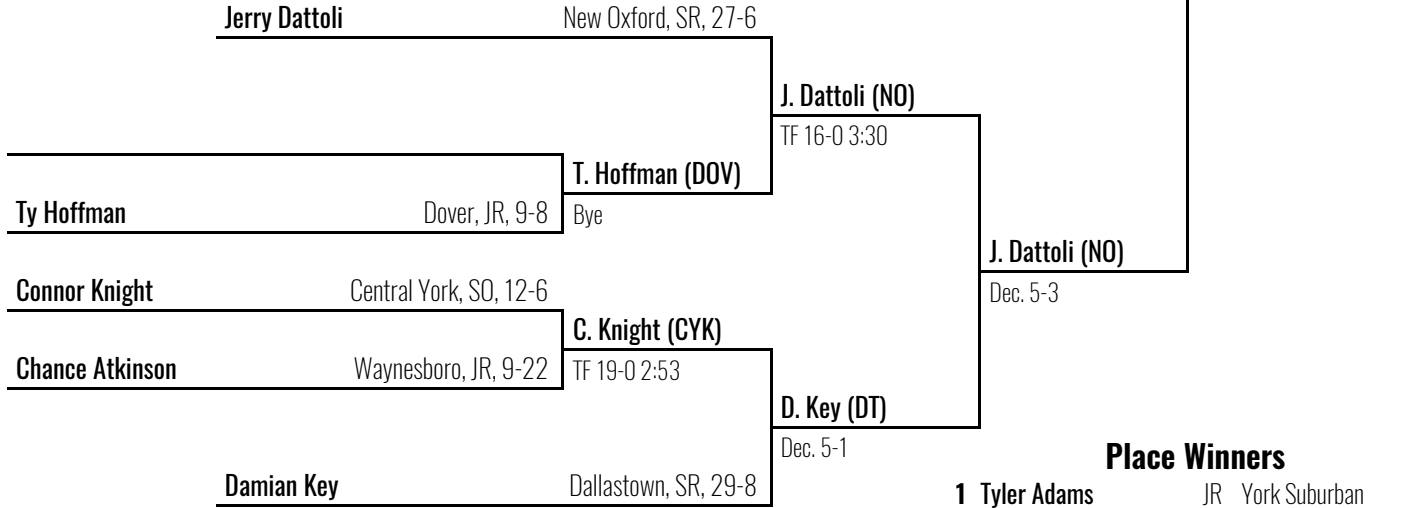 Jerry Dattoli New Oxford, SR, 27-6
J. Dattoli (NO)
TF 16-0 3:30
T. Hoffman (DOV)
Ty Hoffman Dover, JR, 9-8 Bye
J. Dattoli (NO)
Connor Knight Central York, SO, 12-6 Dec. 5-3
C. Knight (CYK)
Chance Atkinson Waynesboro, JR, 9-22 TF 19-0 2:53
D. Key (DT)
Dec. 5-1 Place Winners
Damian Key Dallastown, SR, 29-8 1 Tyler Adams JR York Suburban